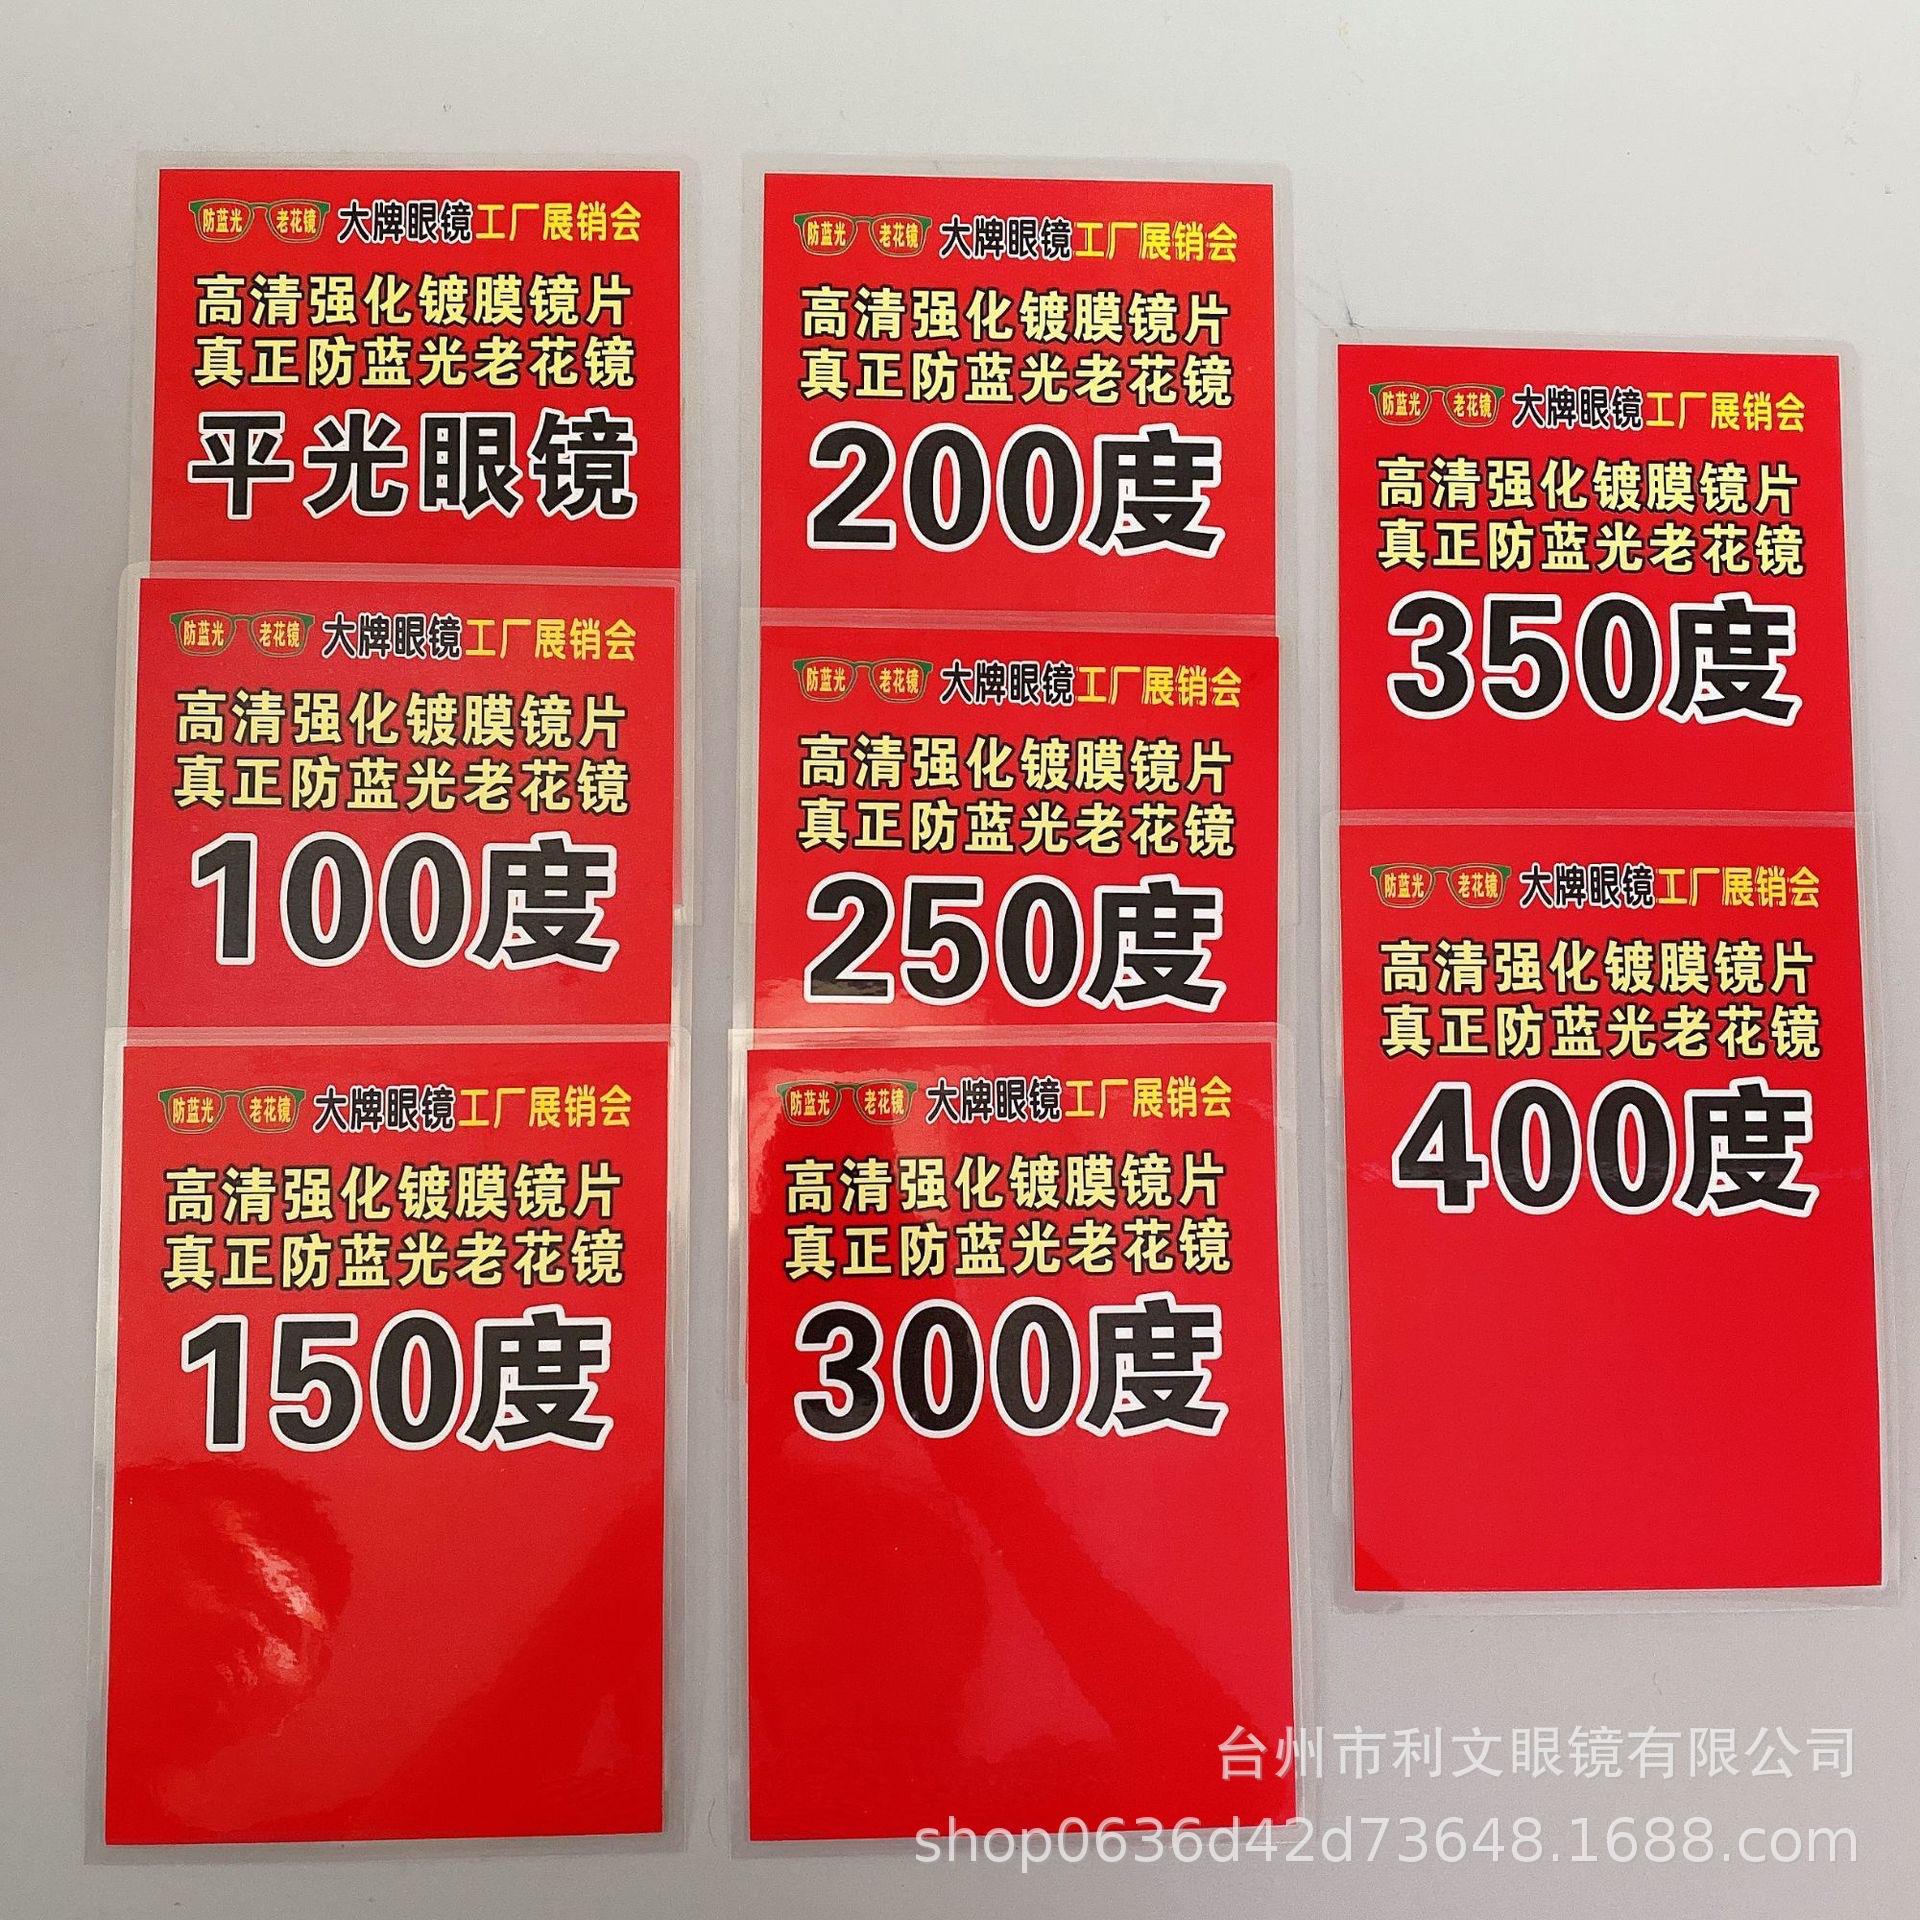 防蓝光 老花镜 大牌眼镜工厂展销会
高清强化镀膜镜片
真正防蓝光老花镜
平光眼镜
防蓝光 老花镜 大牌眼镜工厂展销会
高清强化镀膜镜片
真正防蓝光老花镜
100度
防蓝光 老花镜 大牌眼镜工厂展销会
高清强化镀膜镜片
真正防蓝光老花镜
150度
防蓝光 老花镜 大牌眼镜工厂展销会
高清强化镀膜镜片
真正防蓝光老花镜
200度
防蓝光 老花镜 大牌眼镜工厂展销会
高清强化镀膜镜片
真正防蓝光老花镜
250度
防蓝光 老花镜 大牌眼镜工厂展销会
高清强化镀膜镜片
真正防蓝光老花镜
300度
防蓝光 老花镜 大牌眼镜工厂展销会
高清强化镀膜镜片
真正防蓝光老花镜
350度
防蓝光 老花镜 大牌眼镜工厂展销会
高清强化镀膜镜片
真正防蓝光老花镜
400度
台州市利文眼镜有限公司
shop0636d42d73648.1688.com